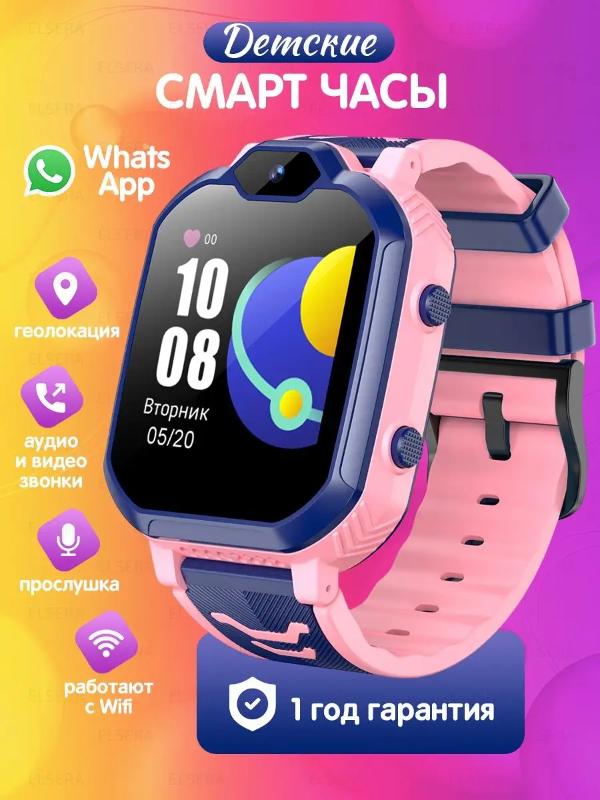 Детские
СМАРТ ЧАСЫ
Whats
App
00
10
08
Вторник
05/20
геолокация
аудио
и видео
звонки
прослушка
работают
с Wifi
1 год гарантия
ELSERA